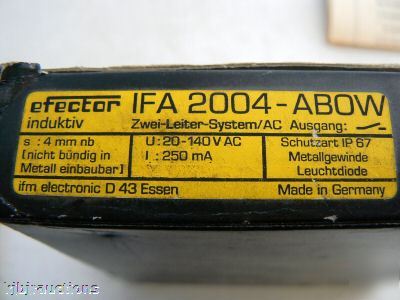 efector IFA 2004-ABOW
induktiv Zwei-Leiter-System/AC Ausgang:
s : 4 mm nb U : 20-140 V AC Schutzart IP 67
[nicht bündig in I : 250 mA Metallgewinde
Metall einbaubar] Leuchtdiode
ifm electronic D 43 Essen Made in Germany